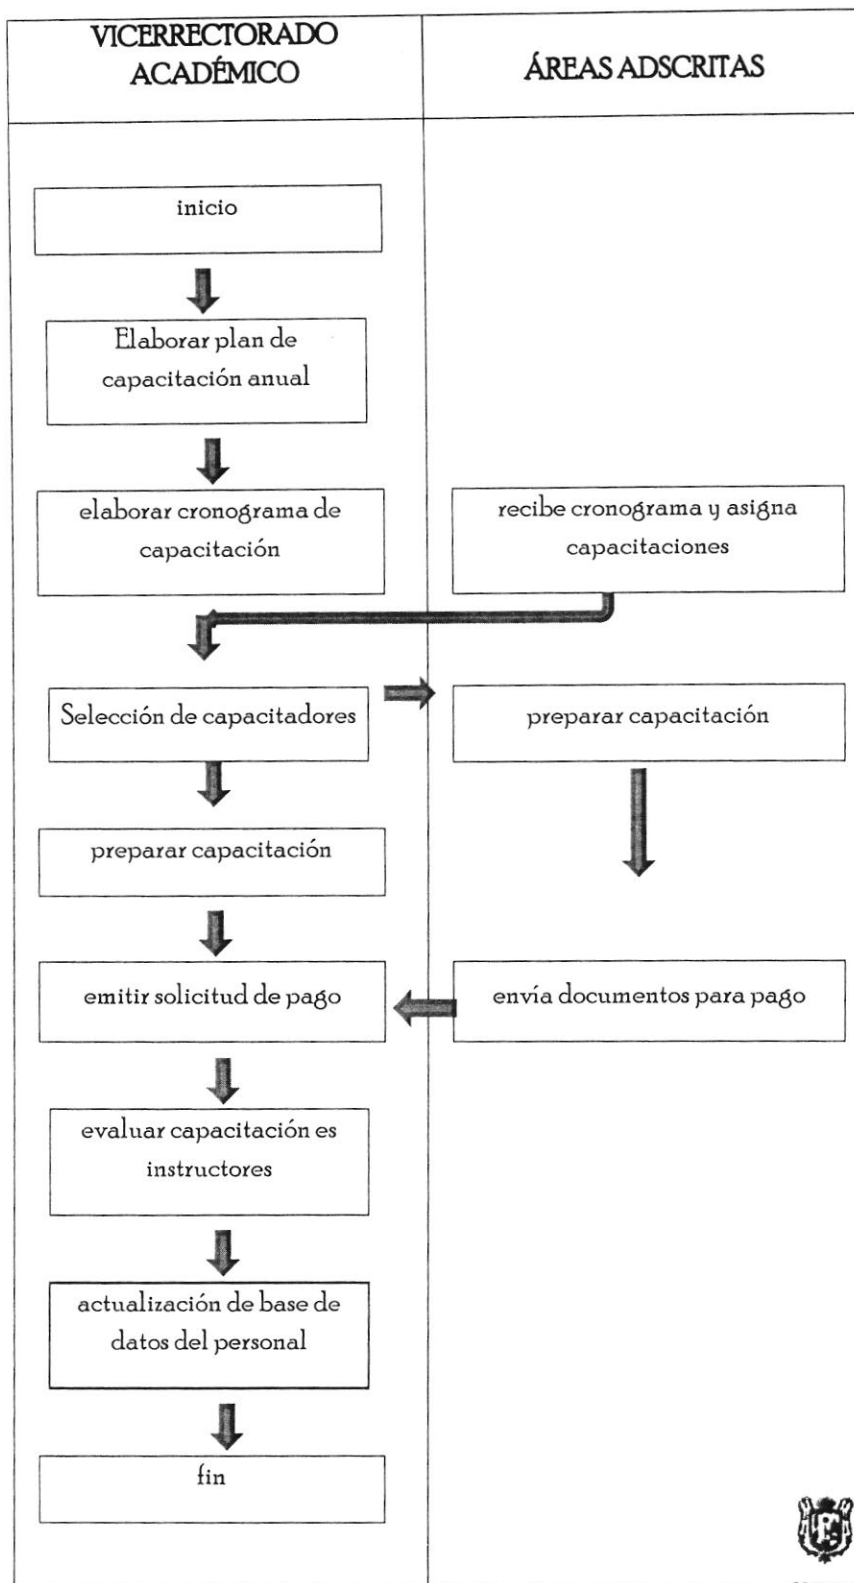 VICERRECTORADO
ACADÉMICO
ÁREAS ADSCRITAS
inicio
Elaborar plan de
capacitación anual
elaborar cronograma de
capacitación
recibe cronograma y asigna
capacitaciones
Selección de capacitadores
preparar capacitación
preparar capacitación
emitir solicitud de pago
envía documentos para pago
evaluar capacitación es
instructores
actualización de base de
datos del personal
fin